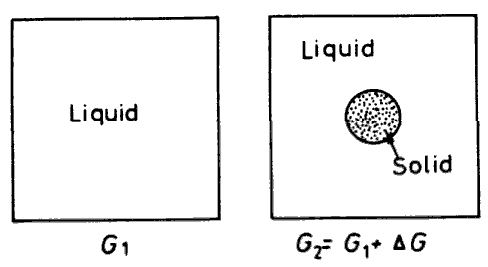 Liquid
Liquid
Solid
G₁
G₂= G₁+ ΔG